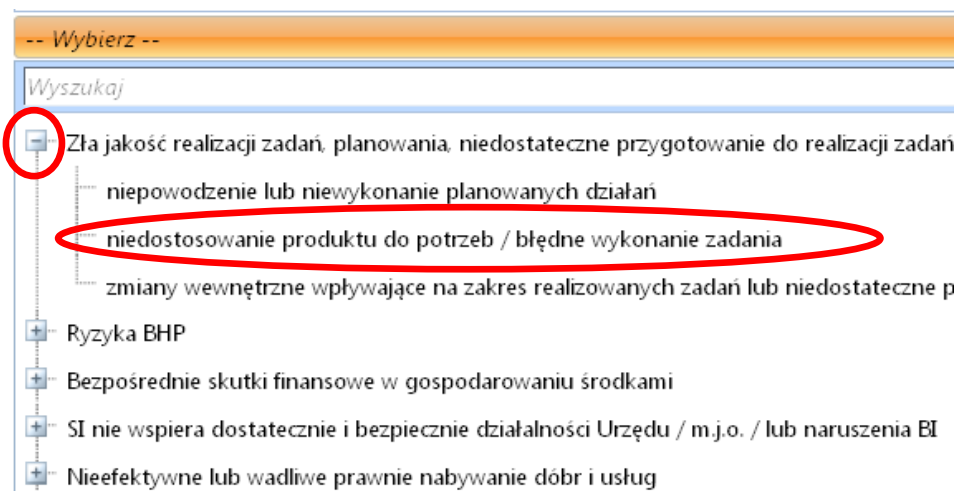 -- Wybierz --
Wyszukaj
Zła jakość realizacji zadań, planowania, niedostateczne przygotowanie do realizacji zadań
niepowodzenie lub niewykonanie planowanych działań
niedostosowanie produktu do potrzeb / błędne wykonanie zadania
zmiany wewnętrzne wpływające na zakres realizowanych zadań lub niedostateczne
Ryzyka BHP
Bezpośrednie skutki finansowe w gospodarowaniu środkami
SI nie wspiera dostatecznie i bezpiecznie działalności Urzędu / m.j.o. / lub naruszenia BI
Nieefektywne lub wadliwe prawnie nabywanie dóbr i usług